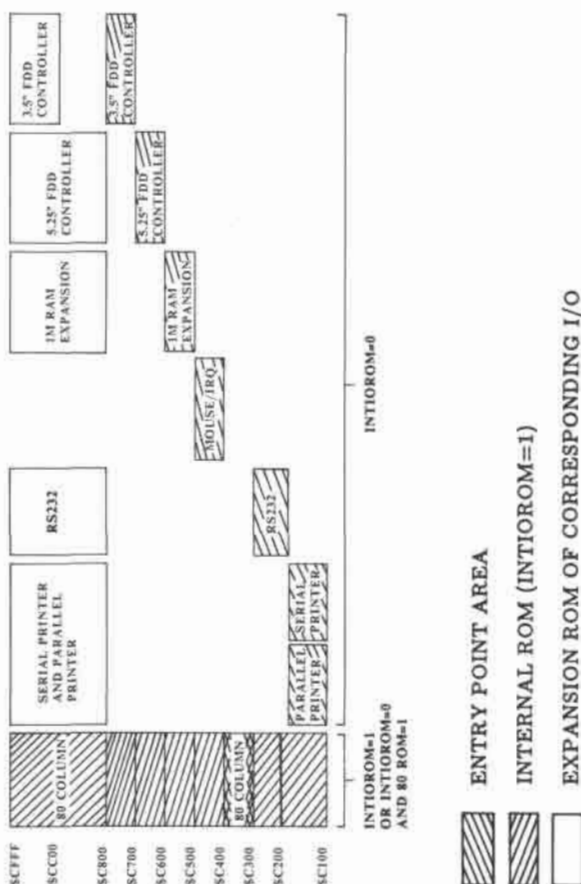 3.5" FDD
CONTROLLER
5.25" FDD
CONTROLLER
1M RAM
EXPANSION
RS232
SERIAL PRINTER
AND PARALLEL
PRINTER
80 COLUMN
3.5" FDD
CONTROLLER
5.25" FDD
CONTROLLER
1M RAM
EXPANSION
MOUSE/IRQ
RS232
SERIAL
PRINTER
PARALLEL
PRINTER
80 COLUMN
$CFFF
$CC00
$C800
$C700
$C600
$C500
$C400
$C300
$C200
$C100
INTIOROM=1
OR INTIOROM=0
AND 80 ROM=1
INTIOROM=0
ENTRY POINT AREA
INTERNAL ROM (INTIOROM=1)
EXPANSION ROM OF CORRESPONDING I/O